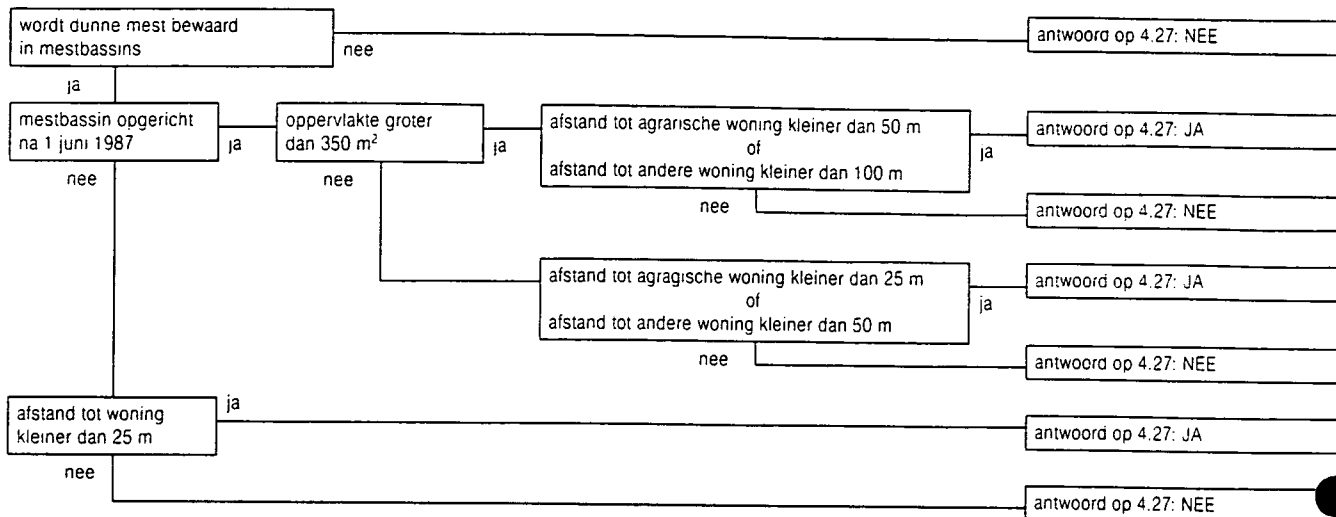 wordt dunne mest bewaard
in mestbassins
nee
antwoord op 4.27: NEE
ja
mestbassin opgericht
na 1 juni 1987
ja
nee
oppervlakte groter
dan 350 m²
ja
nee
afstand tot agrarische woning kleiner dan 50 m
of
afstand tot andere woning kleiner dan 100 m
ja
antwoord op 4.27: JA
nee
antwoord op 4.27: NEE
afstand tot agragische woning kleiner dan 25 m
of
afstand tot andere woning kleiner dan 50 m
ja
antwoord op 4.27: JA
nee
antwoord op 4.27: NEE
afstand tot woning
kleiner dan 25 m
ja
antwoord op 4.27: JA
nee
antwoord op 4.27: NEE